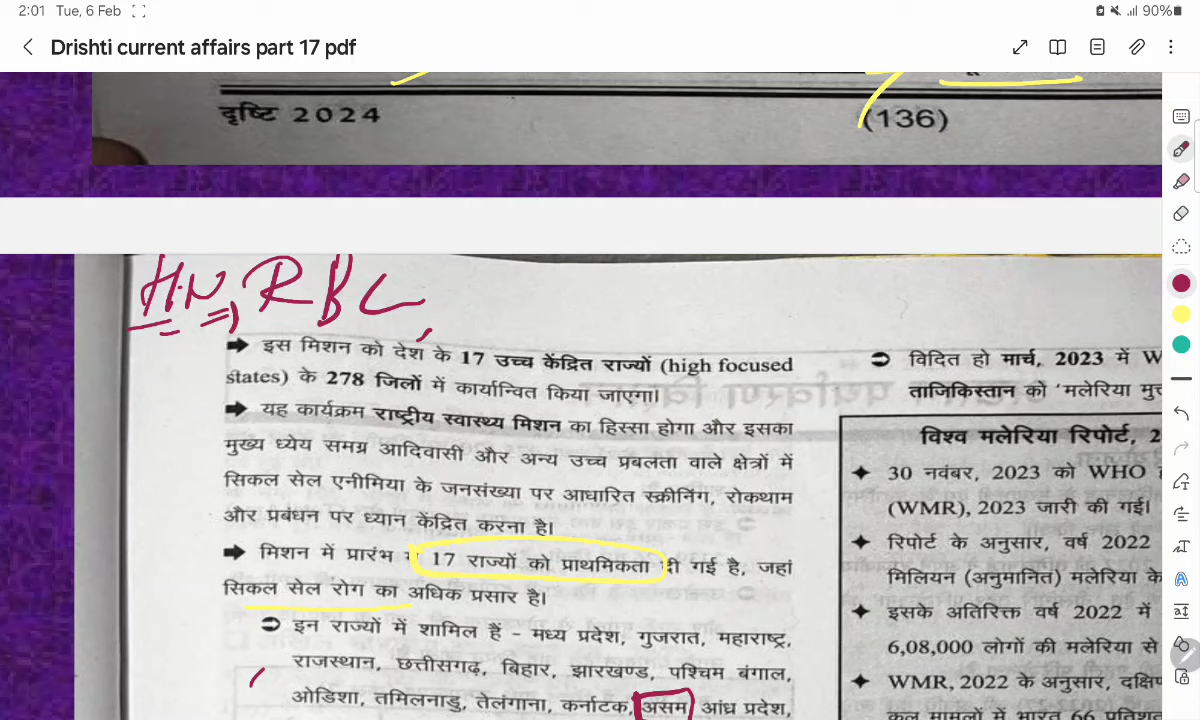 2:01 Tue, 6 Feb
90%
Drishti current affairs part 17 pdf
दृष्टि 2024
(136)
H.N, RBC,
➡ इस मिशन को देश के 17 उच्च केंद्रित राज्यों (high focused
states) के 278 जिलों में कार्यान्वित किया जाएगा।
➡ यह कार्यक्रम राष्ट्रीय स्वास्थ्य मिशन का हिस्सा होगा और इसका
मुख्य ध्येय समग्र आदिवासी और अन्य उच्च प्रबलता वाले क्षेत्रों में
सिकल सेल एनीमिया के जनसंख्या पर आधारित स्क्रीनिंग, रोकथाम
और प्रबंधन पर ध्यान केंद्रित करना है।
➡ मिशन में प्रारंभ में 17 राज्यों को प्राथमिकता दी गई है, जहां
सिकल सेल रोग का अधिक प्रसार है।
➲ इन राज्यों में शामिल हैं - मध्य प्रदेश, गुजरात, महाराष्ट्र,
राजस्थान, छत्तीसगढ़, बिहार, झारखण्ड, पश्चिम बंगाल,
ओडिशा, तमिलनाडु, तेलंगाना, कर्नाटक, असम आंध्र प्रदेश,
➲ विदित हो मार्च, 2023 में W
ताजिकिस्तान को 'मलेरिया मुक्
विश्व मलेरिया रिपोर्ट, 2
✦ 30 नवंबर, 2023 को WHO
(WMR), 2023 जारी की गई।
✦ रिपोर्ट के अनुसार, वर्ष 2022
मिलियन (अनुमानित) मलेरिया के
✦ इसके अतिरिक्त वर्ष 2022 में
6,08,000 लोगों की मलेरिया से
✦ WMR, 2022 के अनुसार, दक्षि
कुल मामलों में भारत 66 प्रतिश